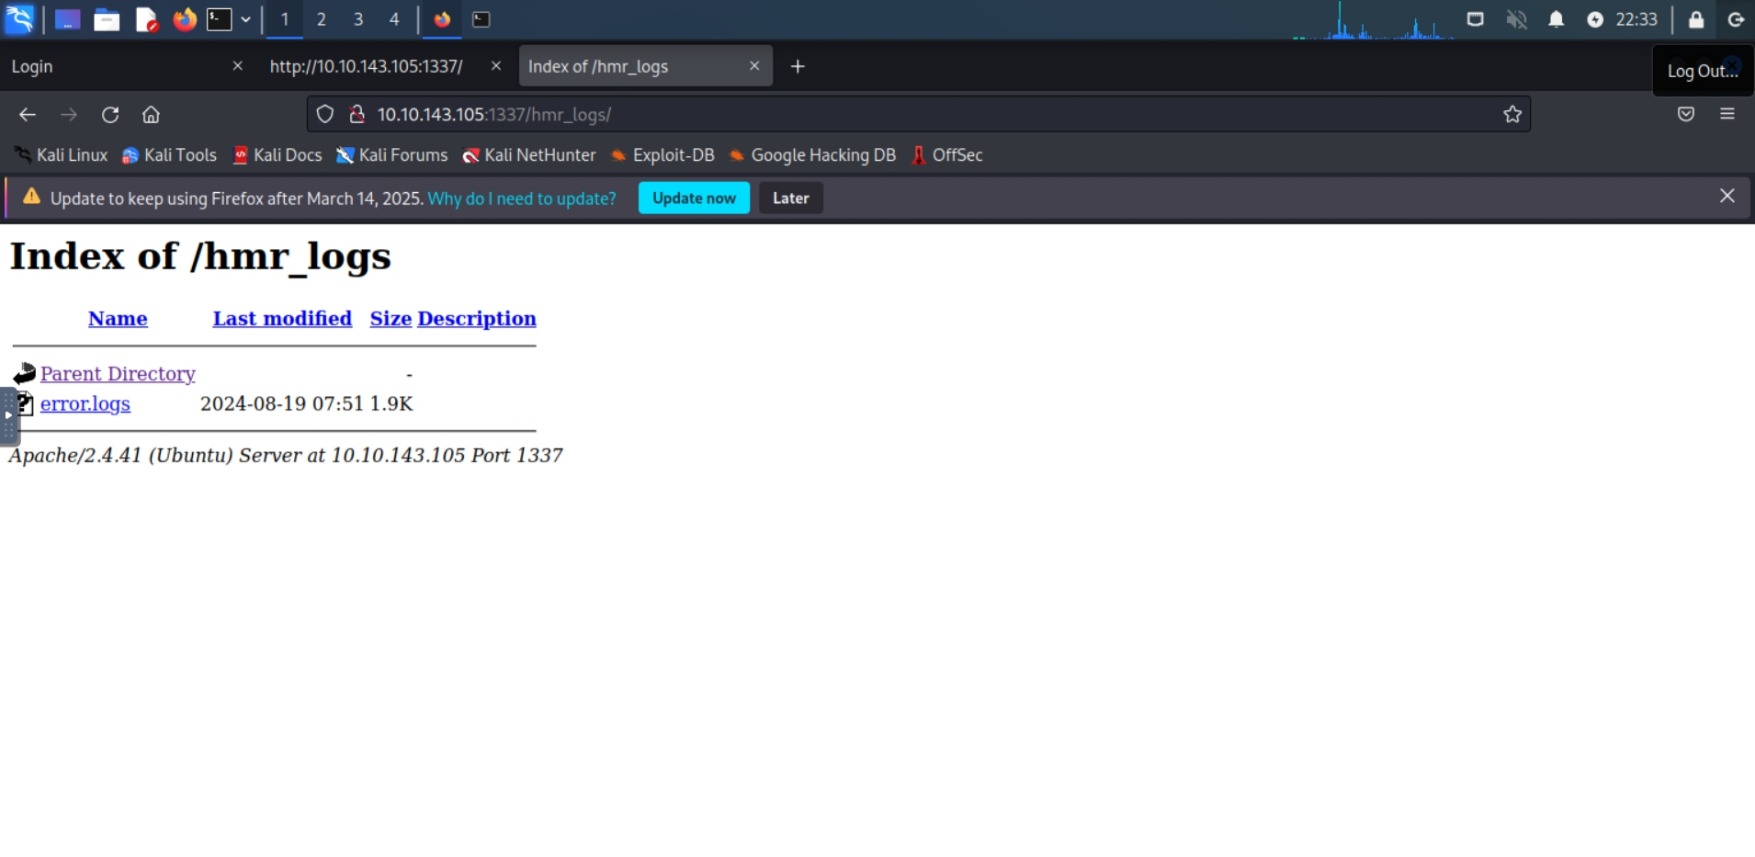 1 2 3 4 22:33
Login http://10.10.143.105:1337/ Index of /hmr_logs Log Out...
10.10.143.105:1337/hmr_logs/
Kali Linux Kali Tools Kali Docs Kali Forums Kali NetHunter Exploit-DB Google Hacking DB OffSec
Update to keep using Firefox after March 14, 2025. Why do I need to update? Update now Later
Index of /hmr_logs
Name Last modified Size Description
Parent Directory -
error.logs 2024-08-19 07:51 1.9K
Apache/2.4.41 (Ubuntu) Server at 10.10.143.105 Port 1337